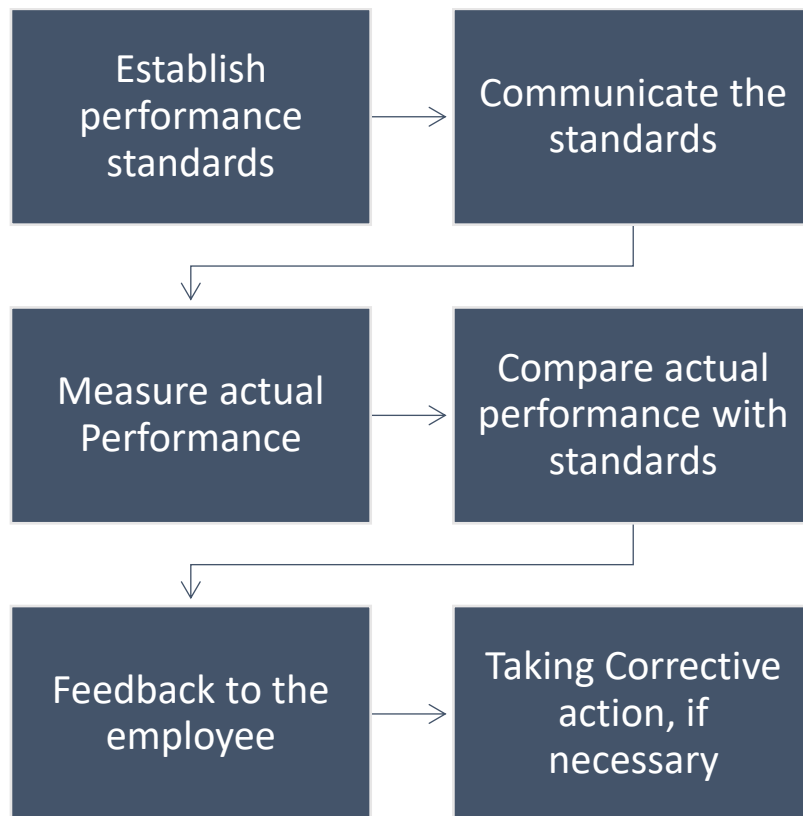 Establish
performance
standards
Communicate the
standards
Measure actual
Performance
Compare actual
performance with
standards
Feedback to the
employee
Taking Corrective
action, if
necessary